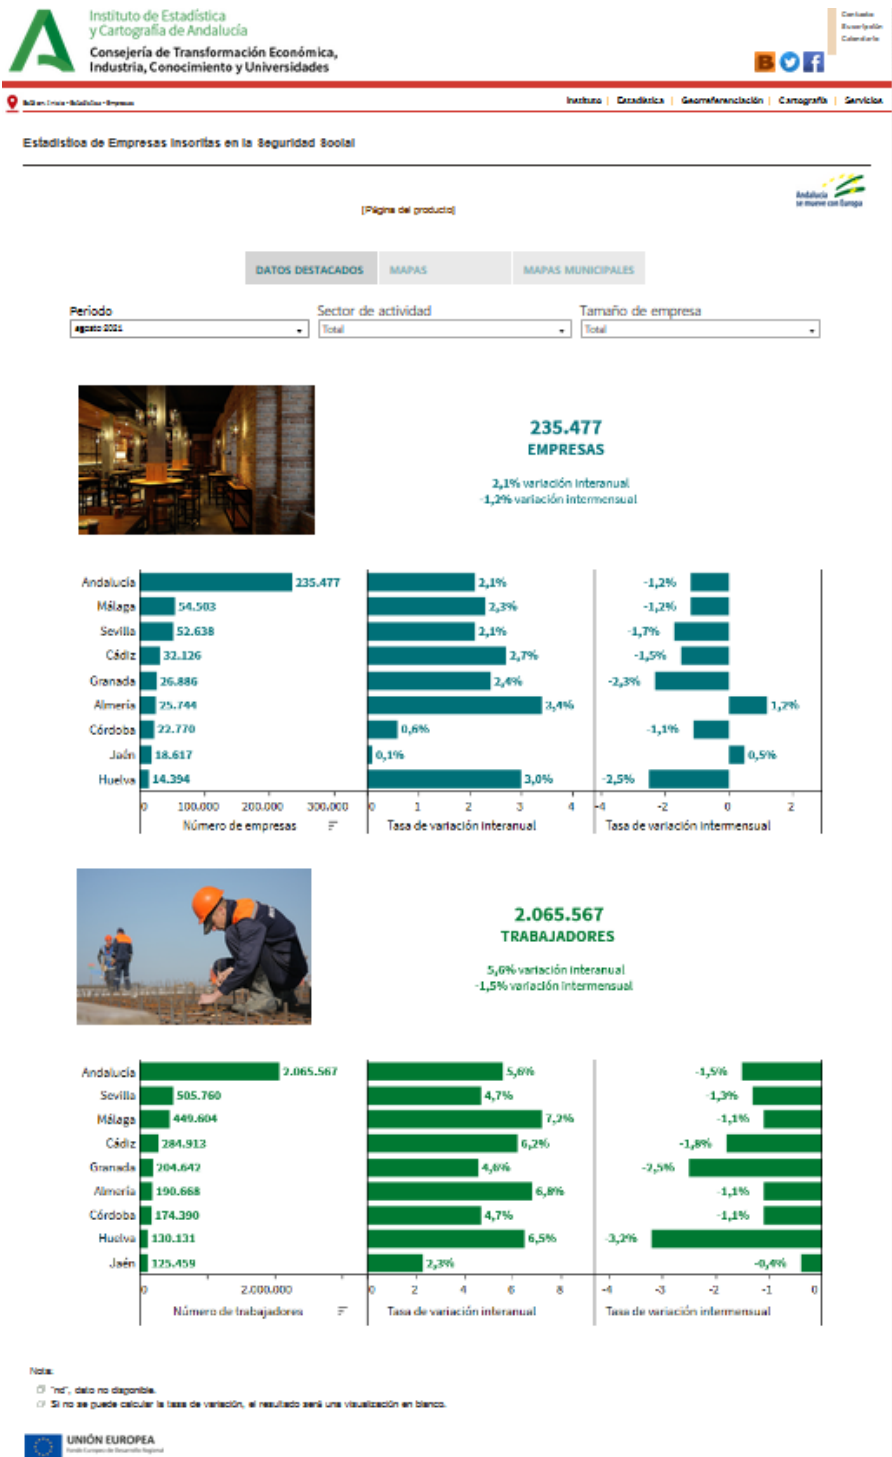 Instituto de Estadística
y Cartografía de Andalucía
Consejería de Transformación Económica,
Industria, Conocimiento y Universidades
Contacto
Suscripción
Calendario
Instituto | Estadística | Georreferenciación | Cartografía | Servicios
Estadística de Empresas Inscritas en la Seguridad Social
Andalucía
se mueve con Europa
[Página del producto]
DATOS DESTACADOS MAPAS MAPAS MUNICIPALES
Periodo Sector de actividad Tamaño de empresa
agosto 2021 Total Total
235.477
EMPRESAS
2,1% variación interanual
-1,2% variación intermensual
Andalucía 235.477 2,1% -1,2%
Málaga 54.503 2,3% -1,2%
Sevilla 52.638 2,1% -1,7%
Cádiz 32.126 2,7% -1,5%
Granada 26.886 2,4% -2,3%
Almería 25.744 3,4% 1,2%
Córdoba 22.770 0,6% -1,1%
Jaén 18.617 0,1% 0,5%
Huelva 14.394 3,0% -2,5%
0 100.000 200.000 300.000 0 1 2 3 4 -4 -2 0 2
Número de empresas Tasa de variación interanual Tasa de variación intermensual
2.065.567
TRABAJADORES
5,6% variación interanual
-1,5% variación intermensual
Andalucía 2.065.567 5,6% -1,5%
Sevilla 505.760 4,7% -1,3%
Málaga 449.604 7,2% -1,1%
Cádiz 284.913 6,2% -1,8%
Granada 204.642 4,6% -2,5%
Almería 190.668 6,8% -1,1%
Córdoba 174.390 4,7% -1,1%
Huelva 130.131 6,5% -3,2%
Jaén 125.459 2,3% -0,4%
0 2.000.000 0 2 4 6 8 -4 -3 -2 -1 0
Número de trabajadores Tasa de variación interanual Tasa de variación intermensual
Nota:
"nd", dato no disponible.
Si no se puede calcular la tasa de variación, el resultado será una visualización en blanco.
UNIÓN EUROPEA
Fondo Europeo de Desarrollo Regional